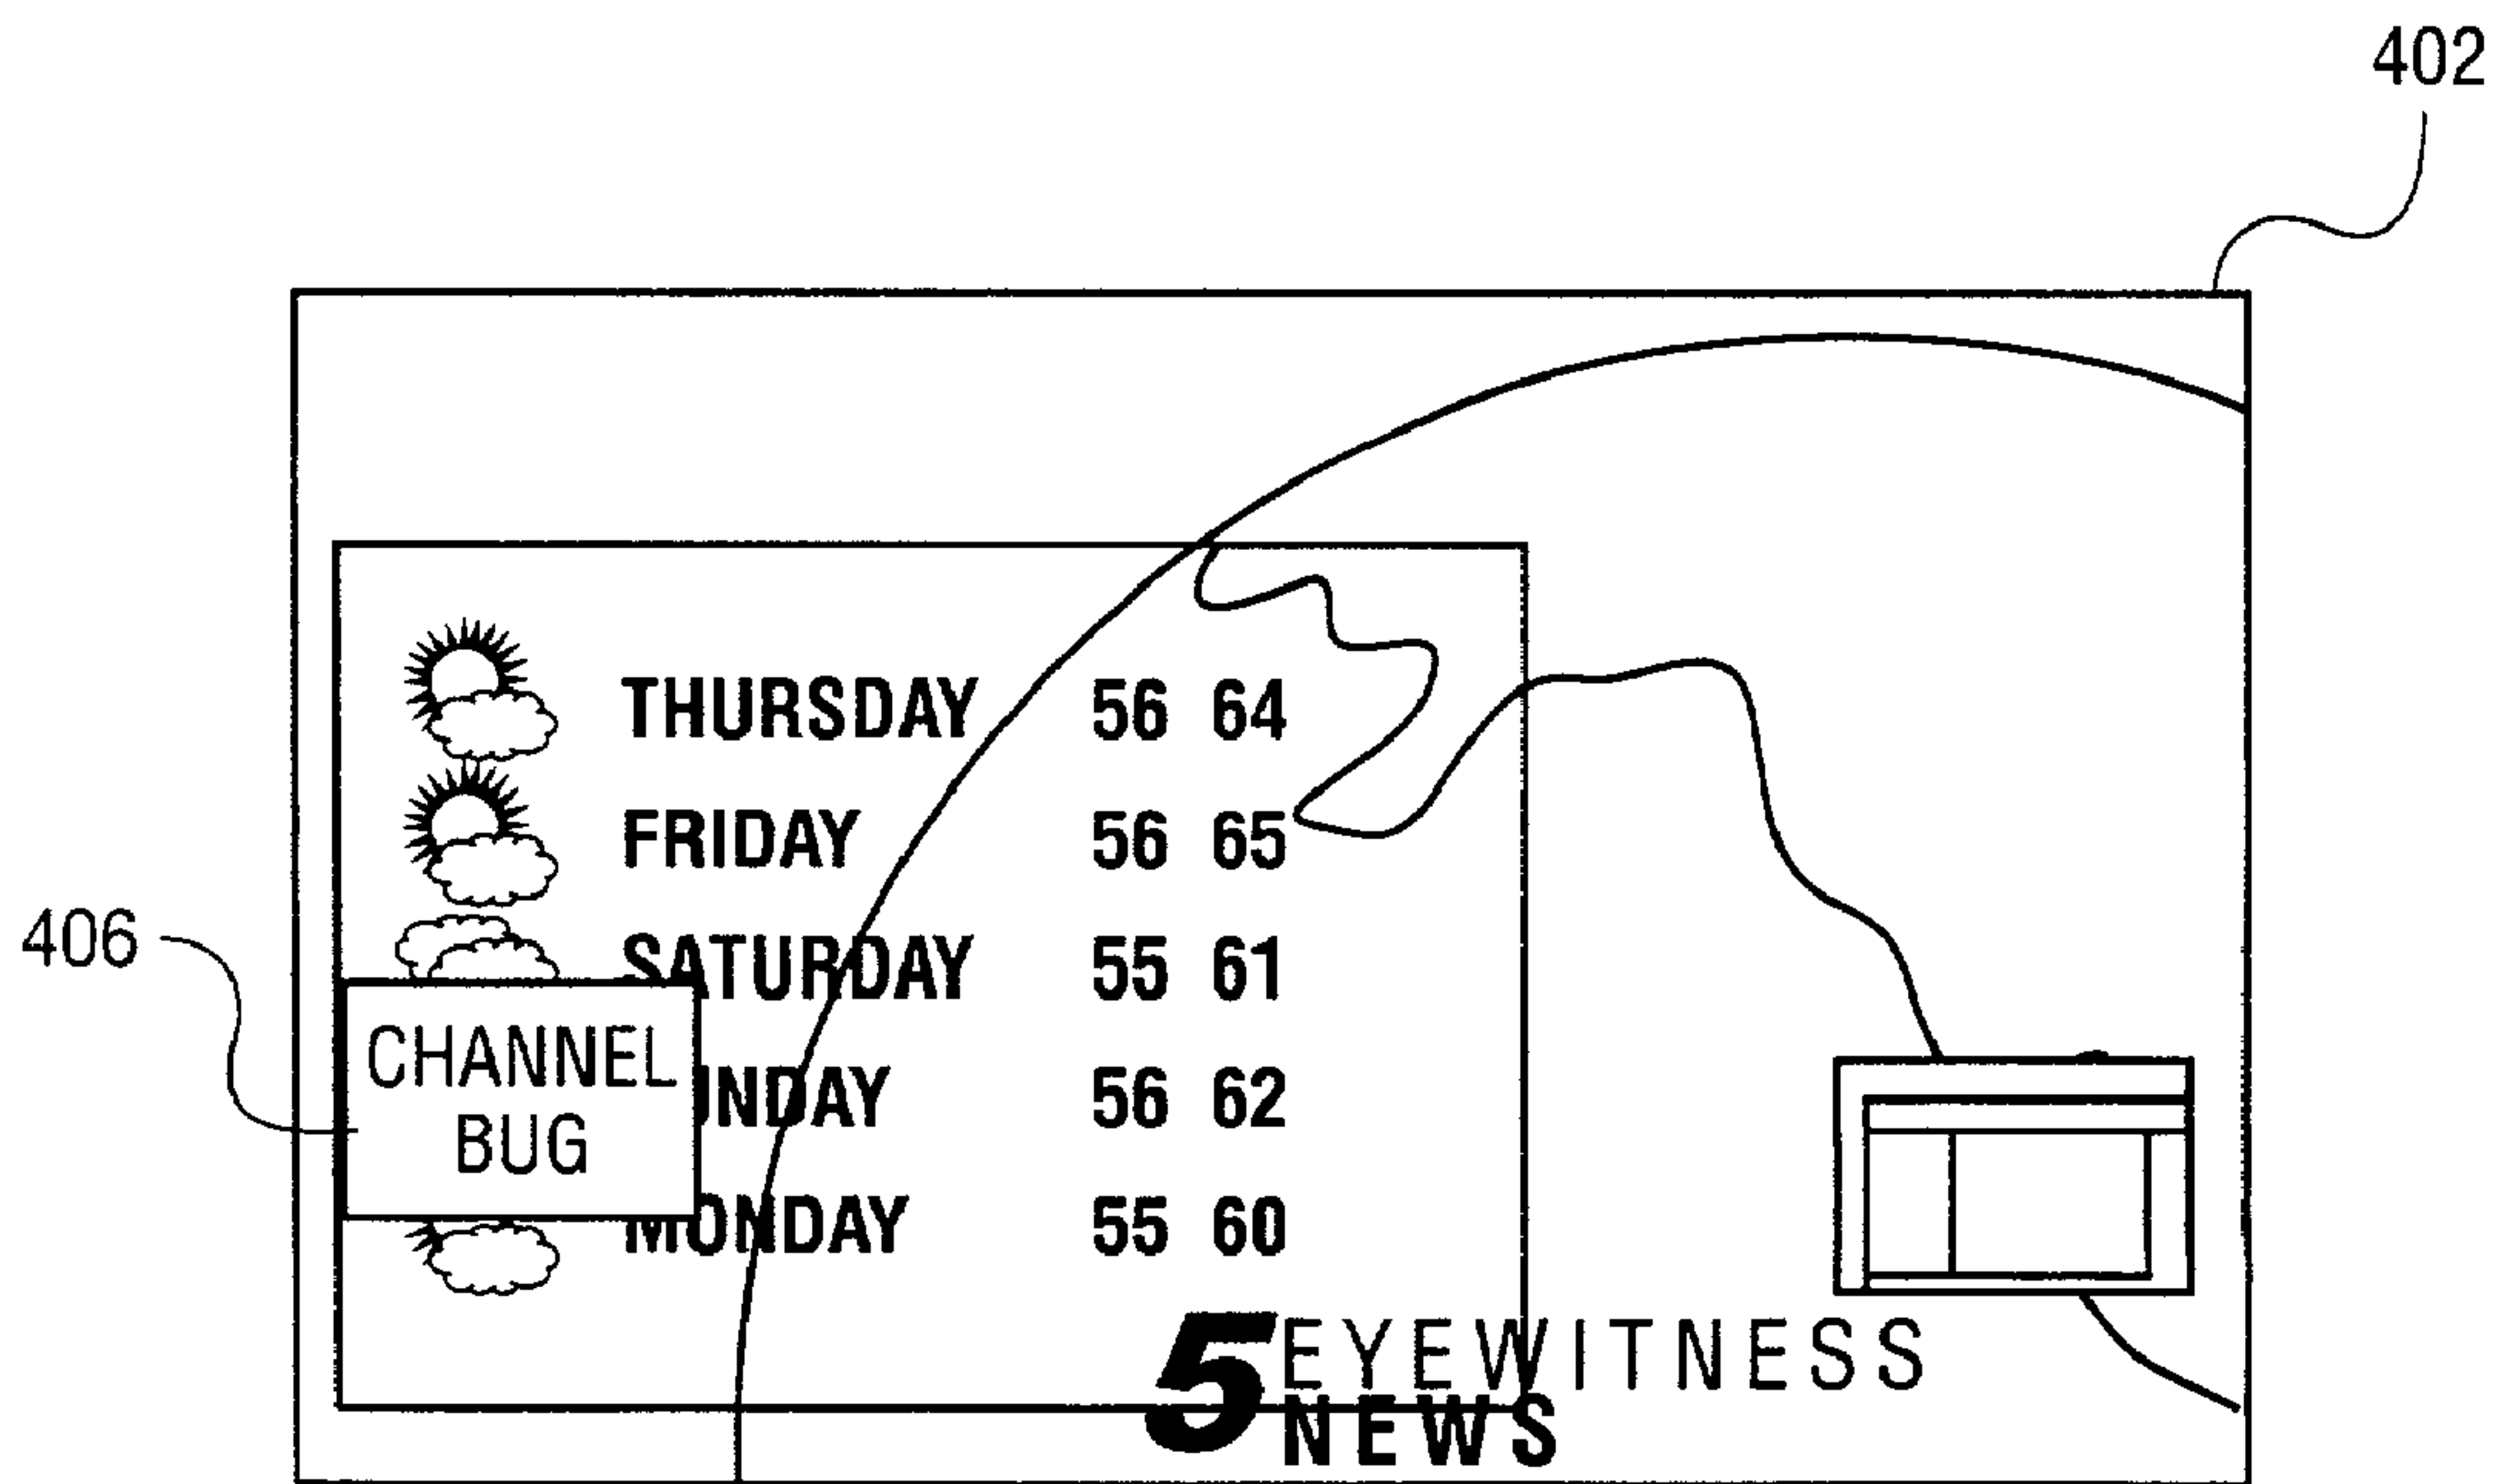 402
THURSDAY 56 64
FRIDAY 56 65
406
SATURDAY 55 61
CHANNEL
BUG
NDAY 56 62
MONDAY 55 60
5 EYEWITNESS
NEWS